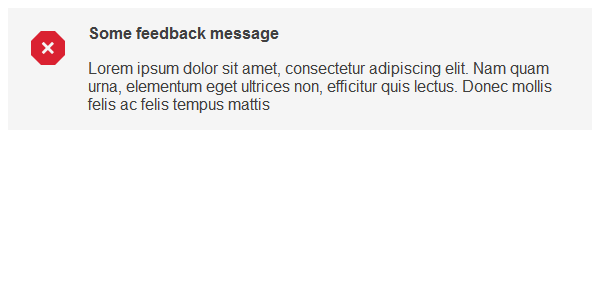 Some feedback message
Lorem ipsum dolor sit amet, consectetur adipiscing elit. Nam quam
urna, elementum eget ultrices non, efficitur quis lectus. Donec mollis
felis ac felis tempus mattis